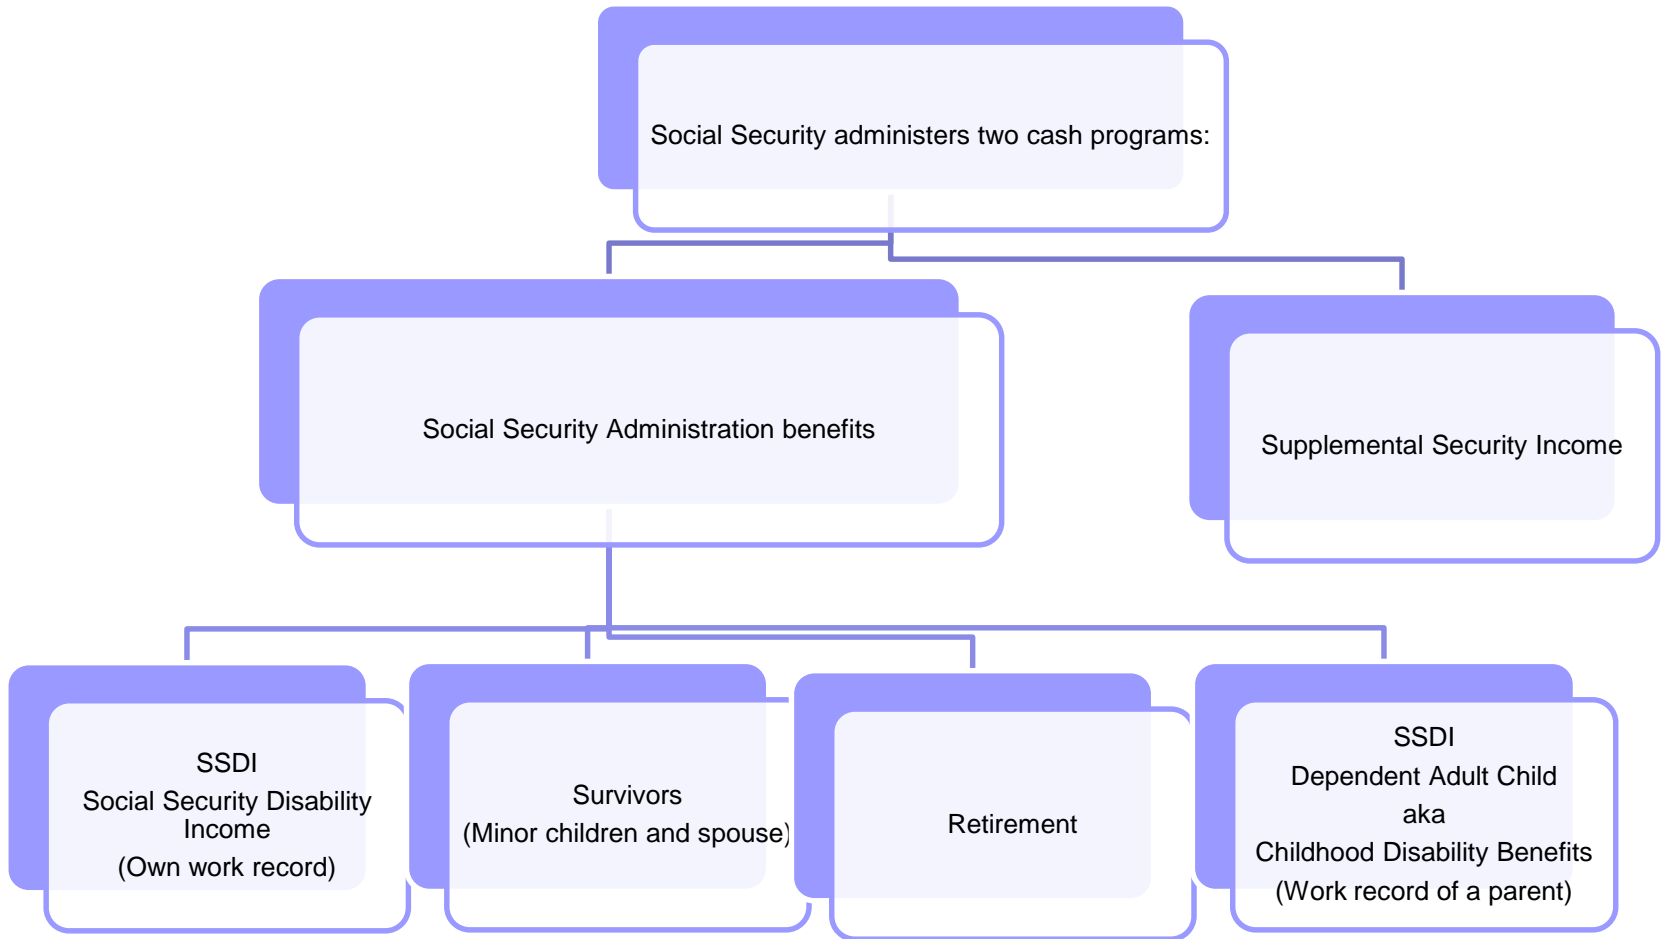 Social Security administers two cash programs:
Social Security Administration benefits
Supplemental Security Income
SSDI
Social Security Disability
Income
(Own work record)
Survivors
(Minor children and spouse)
Retirement
SSDI
Dependent Adult Child
aka
Childhood Disability Benefits
(Work record of a parent)